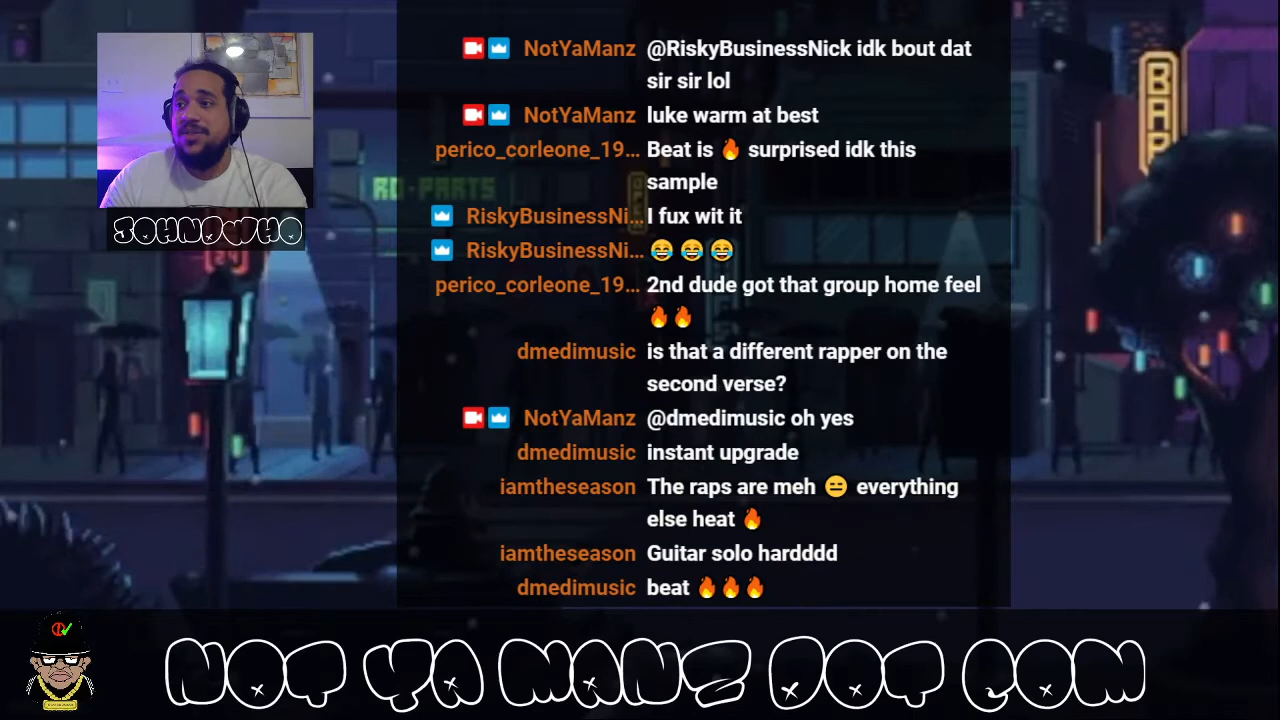 NotYaManz @RiskyBusinessNick idk bout dat
sir sir lol
NotYaManz luke warm at best
perico_corleone_19... Beat is 🔥 surprised idk this
sample
RiskyBusinessNi... I fux wit it
RiskyBusinessNi... 😂 😂 😂
perico_corleone_19... 2nd dude got that group home feel
🔥🔥
dmedimusic is that a different rapper on the
second verse?
NotYaManz @dmedimusic oh yes
dmedimusic instant upgrade
iamtheseason The raps are meh 😑 everything
else heat 🔥
iamtheseason Guitar solo hardddd
dmedimusic beat 🔥🔥🔥
JOHNDWHO
RO-PARTS
BAR
NOT YA MANZ DOT COM